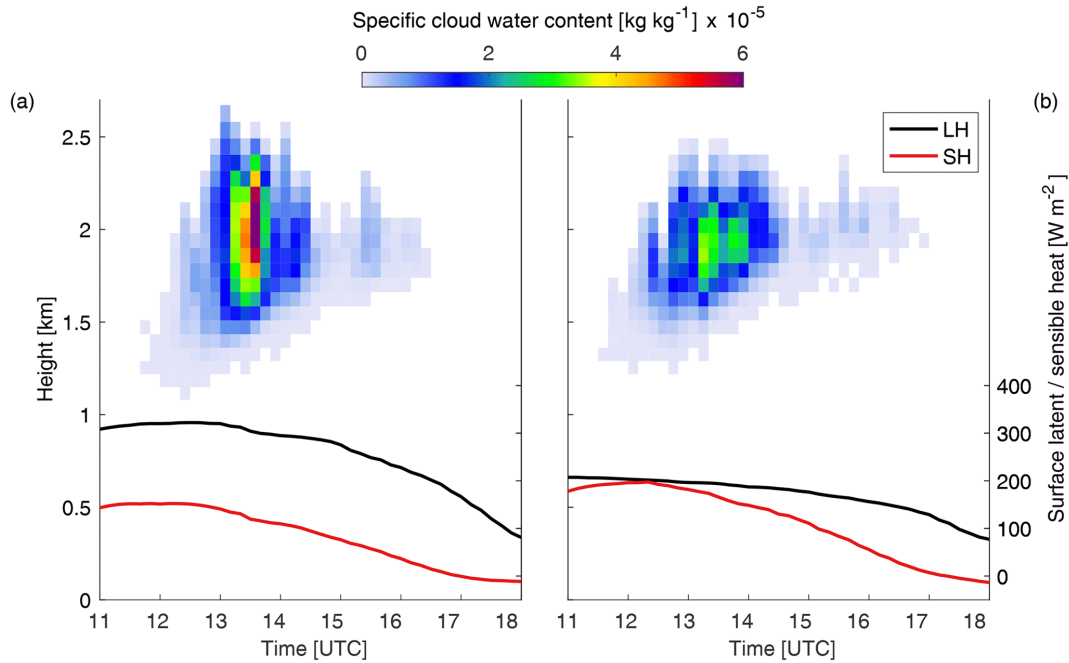 Specific cloud water content [kg kg⁻¹] x 10⁻⁵
0 2 4 6
(a) (b)
LH
SH
2.5
2
1.5
1
0.5
0
Height [km]
400
300
200
100
0
Surface latent / sensible heat [W m⁻²]
11 12 13 14 15 16 17 18
11 12 13 14 15 16 17 18
Time [UTC] Time [UTC]